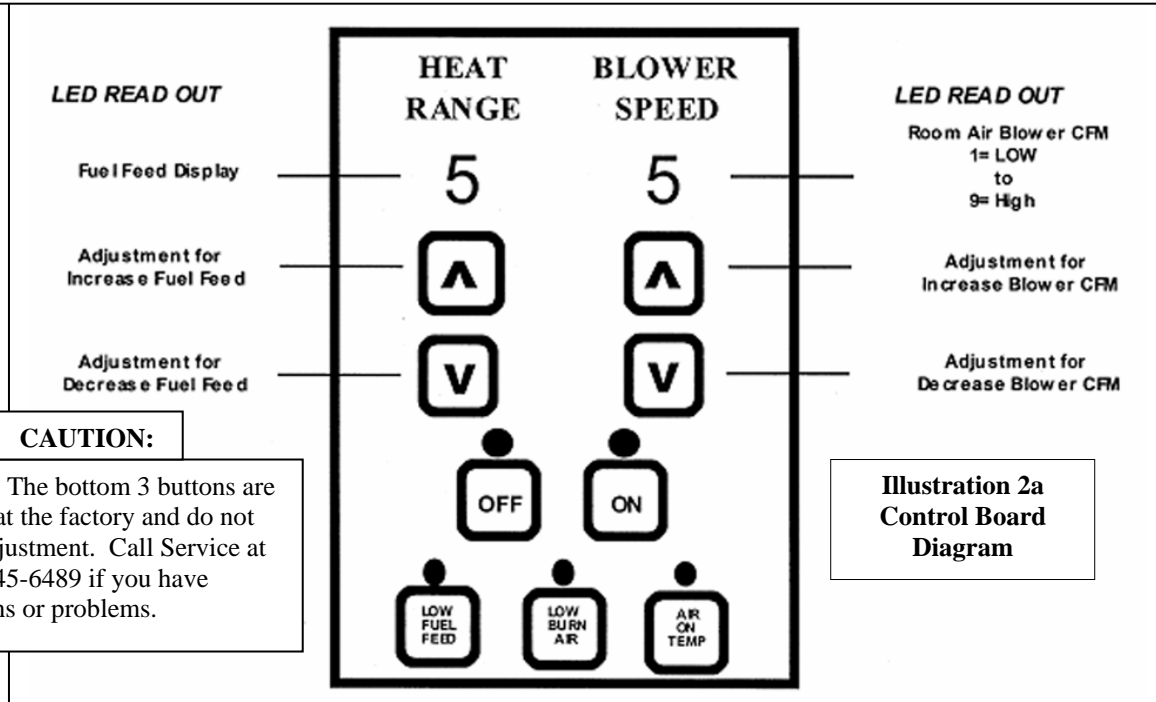 LED READ OUT
Fuel Feed Display
Adjustment for
Increase Fuel Feed
Adjustment for
Decrease Fuel Feed
HEAT
RANGE
BLOWER
SPEED
5
5
Λ
Λ
V
V
OFF
ON
LOW
FUEL
FEED
LOW
BURN
AIR
AIR
ON
TEMP
LED READ OUT
Room Air Blower CFM
1= LOW
to
9= High
Adjustment for
Increase Blower CFM
Adjustment for
Decrease Blower CFM
CAUTION:
The bottom 3 buttons are
at the factory and do not
justment. Call Service at
45-6489 if you have
ns or problems.
Illustration 2a
Control Board
Diagram